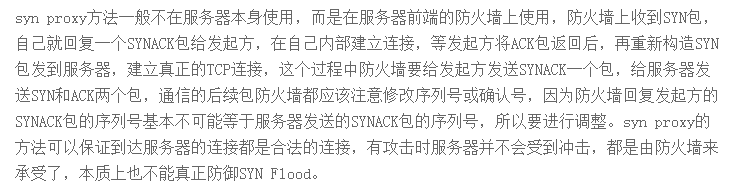 syn proxy方法一般不在服务器本身使用，而是在服务器前端的防火墙上使用，防火墙上收到SYN包，
自己就回复一个SYNACK包给发起方，在自己内部建立连接，等发起方将ACK包返回后，再重新构造SYN
包发到服务器，建立真正的TCP连接，这个过程中防火墙要给发起方发送SYNACK一个包，给服务器发
送SYN和ACK两个包，通信的后续包防火墙都应该注意修改序列号或确认号，因为防火墙回复发起方的
SYNACK包的序列号基本不可能等于服务器发送的SYNACK包的序列号，所以要进行调整。syn proxy的
方法可以保证到达服务器的连接都是合法的连接，有攻击时服务器并不会受到冲击，都是由防火墙来
承受了，本质上也不能真正防御SYN Flood。